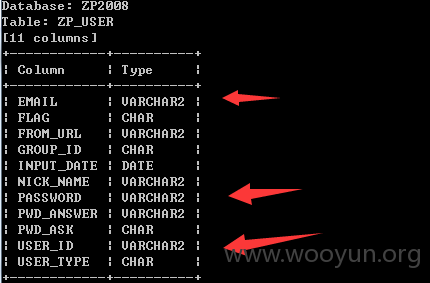 Database: ZP2008
Table: ZP_USER
[11 columns]
+------------+----------+
¦ Column ¦ Type ¦
+------------+----------+
¦ EMAIL ¦ VARCHAR2 ¦
¦ FLAG ¦ CHAR ¦
¦ FROM_URL ¦ VARCHAR2 ¦
¦ GROUP_ID ¦ CHAR ¦
¦ INPUT_DATE ¦ DATE ¦
¦ NICK_NAME ¦ VARCHAR2 ¦
¦ PASSWORD ¦ VARCHAR2 ¦
¦ PWD_ANSWER ¦ VARCHAR2 ¦
¦ PWD_ASK ¦ CHAR ¦
¦ USER_ID ¦ VARCHAR2 ¦
¦ USER_TYPE ¦ CHAR ¦
+------------+----------+
www.wooyun.org